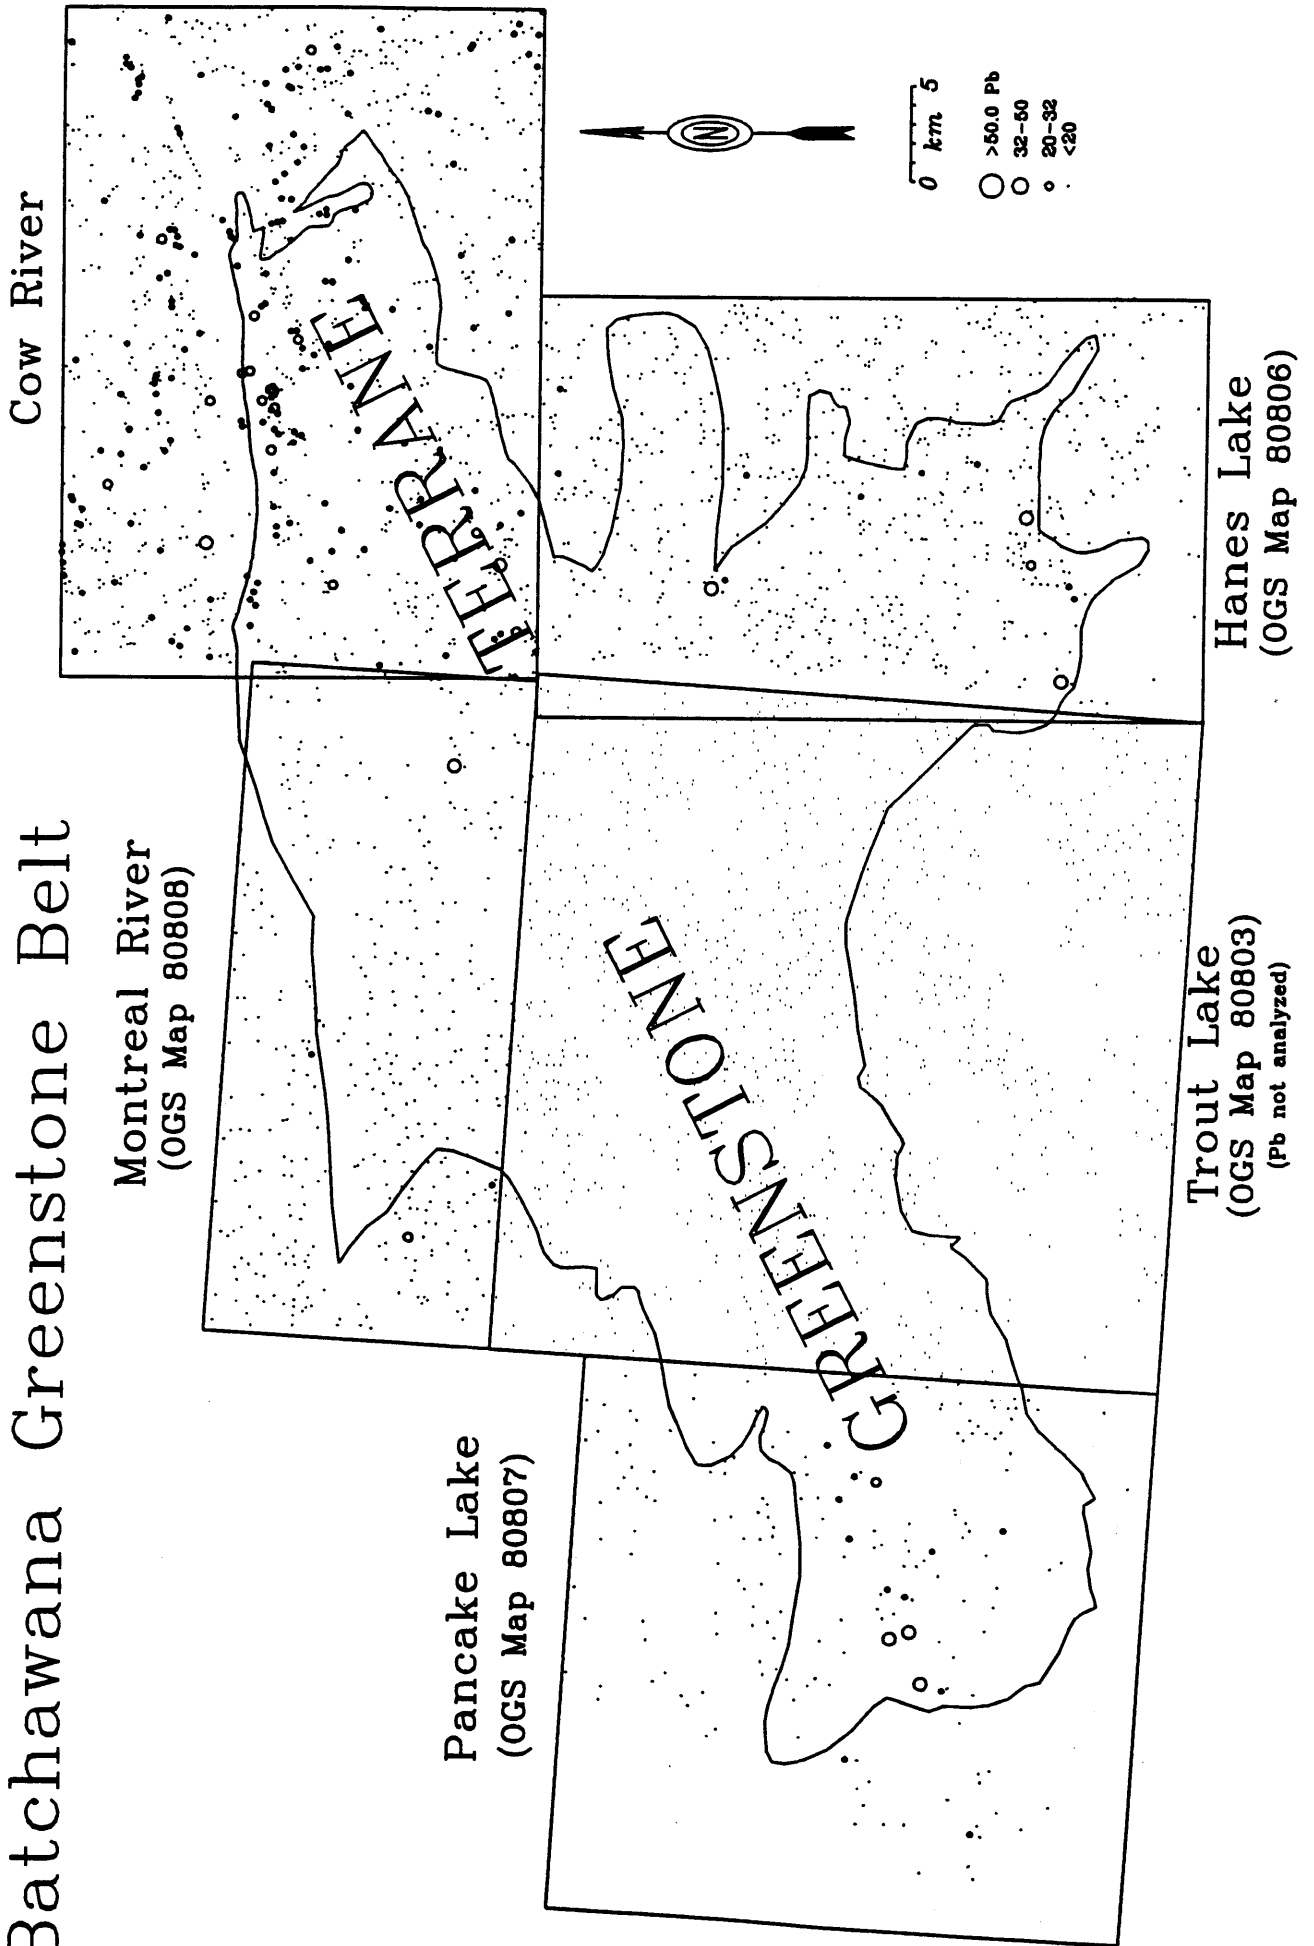 Batchawana Greenstone Belt
Cow River
Montreal River
(OGS Map 80808)
Pancake Lake
(OGS Map 80807)
GREENSTONE
TERRANE
Trout Lake
(OGS Map 80803)
(Pb not analyzed)
Hanes Lake
(OGS Map 80806)
N
0 km 5
>50.0 Pb
32-50
20-32
<20